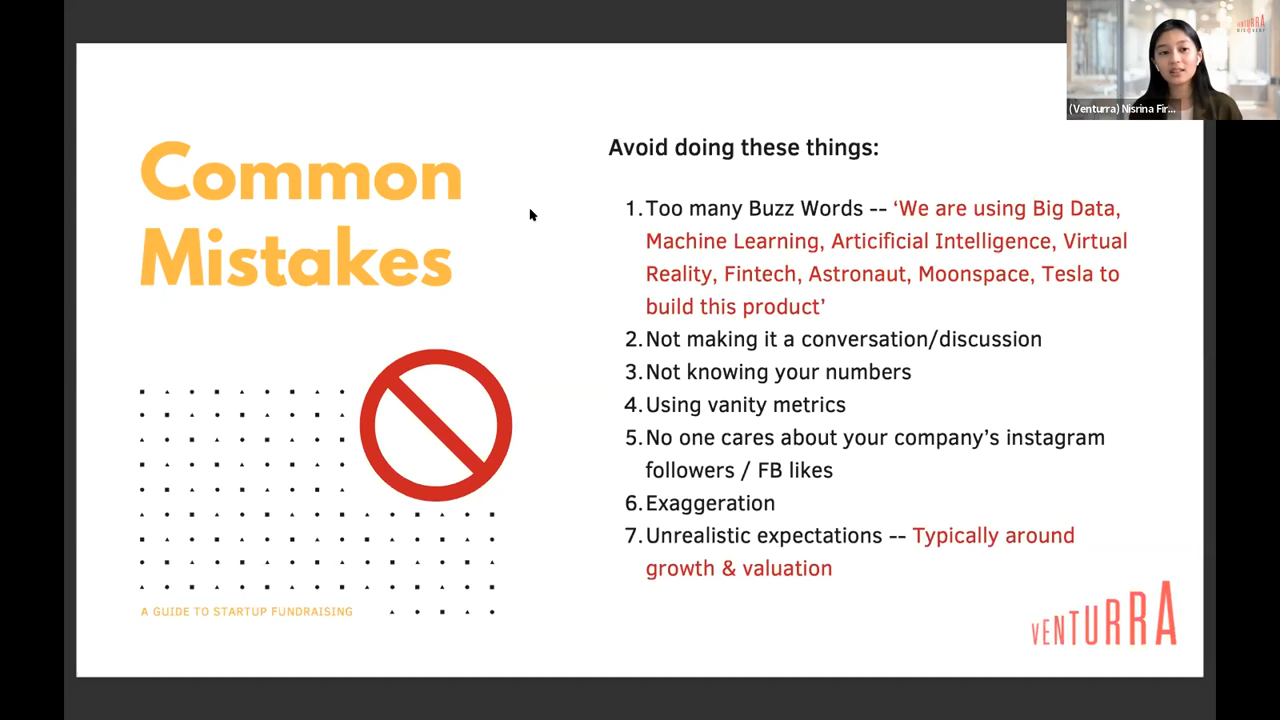 VENTURRA
(Venturra) Nisrina Fir...
Common
Mistakes
A GUIDE TO STARTUP FUNDRAISING
Avoid doing these things:
1. Too many Buzz Words -- ‘We are using Big Data,
Machine Learning, Articificial Intelligence, Virtual
Reality, Fintech, Astronaut, Moonspace, Tesla to
build this product’
2. Not making it a conversation/discussion
3. Not knowing your numbers
4. Using vanity metrics
5. No one cares about your company’s instagram
followers / FB likes
6. Exaggeration
7. Unrealistic expectations -- Typically around
growth & valuation
VENTURRA